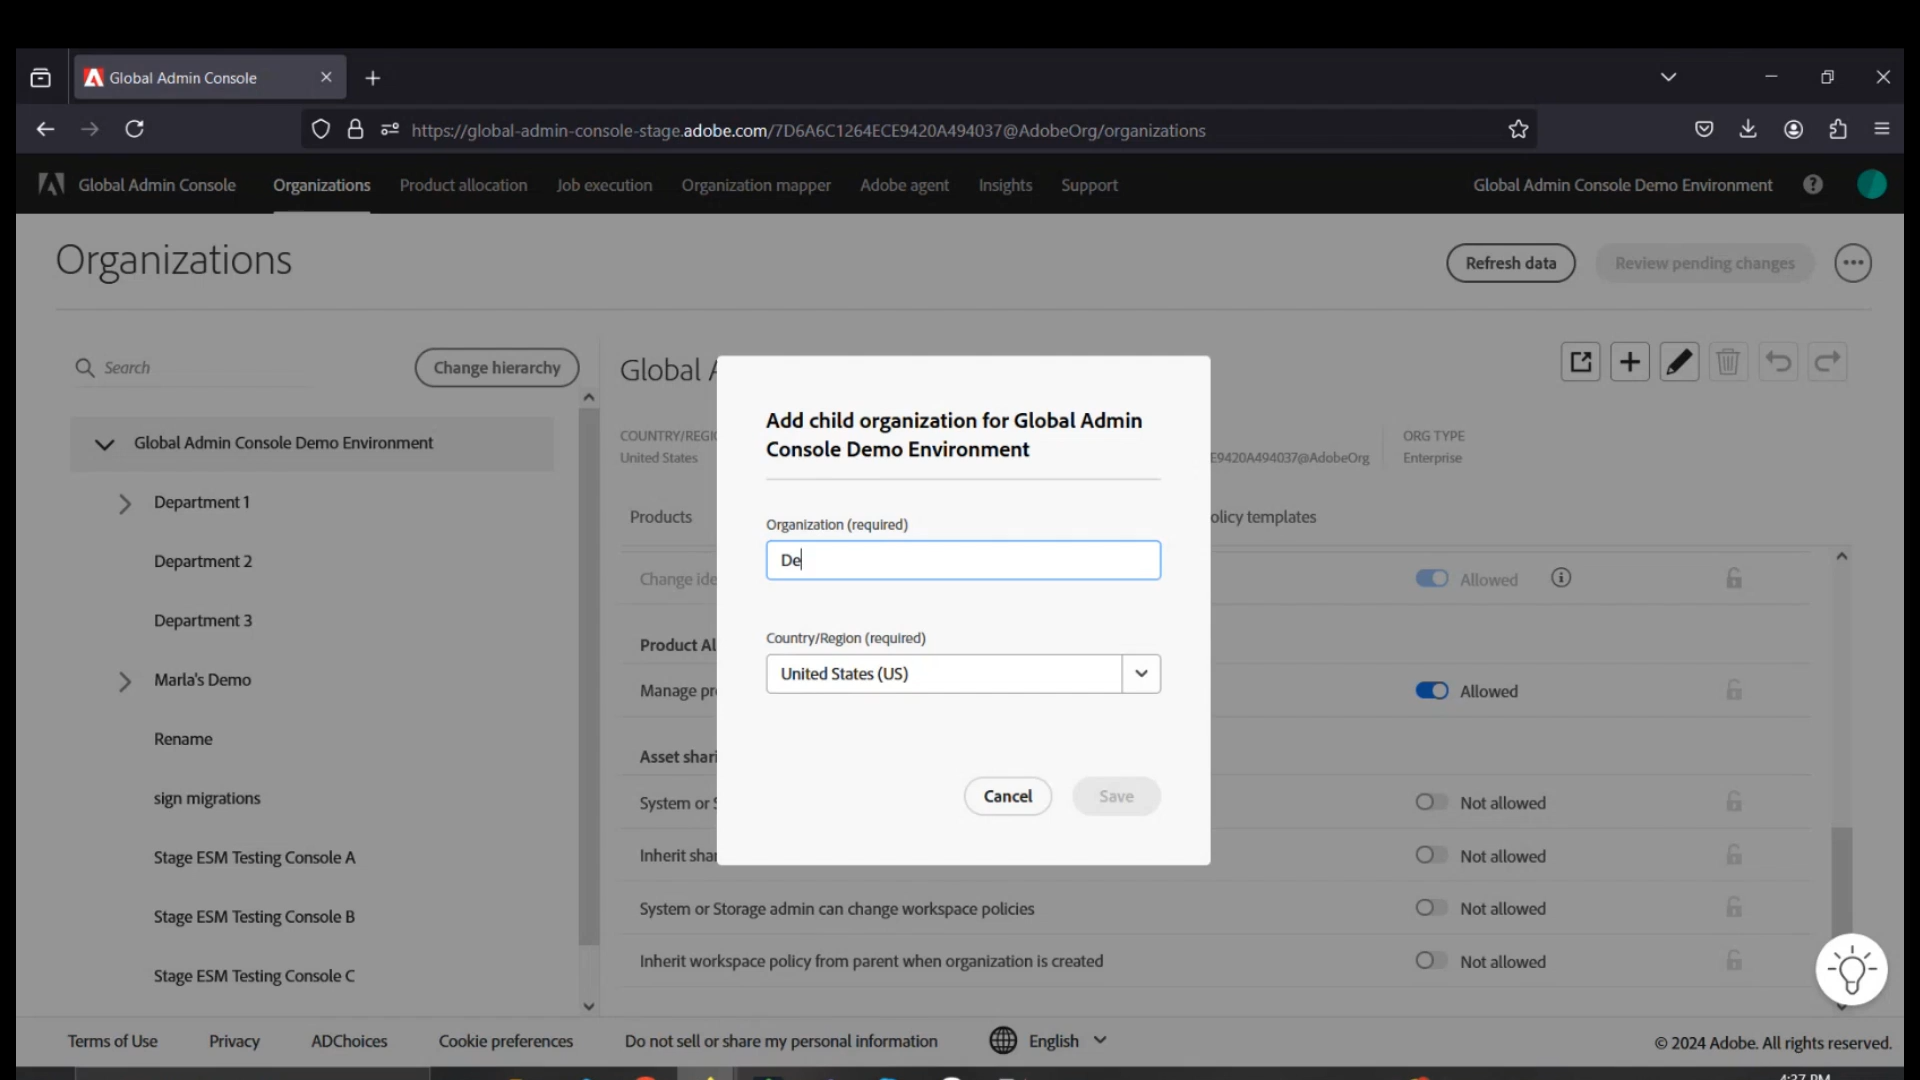 Global Admin Console
https://global-admin-console-stage.adobe.com/7D6A6C1264ECE9420A494037@AdobeOrg/organizations
Global Admin Console Organizations Product allocation Job execution Organization mapper Adobe agent Insights Support Global Admin Console Demo Environment
Organizations
Refresh data Review pending changes
Search Change hierarchy
Global Admin Console Demo Environment
Department 1
Department 2
Department 3
Marla's Demo
Rename
sign migrations
Stage ESM Testing Console A
Stage ESM Testing Console B
Stage ESM Testing Console C
Global A
COUNTRY/REGI
United States
E9420A494037@AdobeOrg
ORG TYPE
Enterprise
Products
olicy templates
Change ide
Allowed
Product Al
Manage pr
Allowed
Asset shari
System or S
Not allowed
Inherit shar
Not allowed
System or Storage admin can change workspace policies Not allowed
Inherit workspace policy from parent when organization is created Not allowed
Add child organization for Global Admin
Console Demo Environment
Organization (required)
De
Country/Region (required)
United States (US)
Cancel Save
Terms of Use Privacy ADChoices Cookie preferences Do not sell or share my personal information English © 2024 Adobe. All rights reserved.
4:37 PM